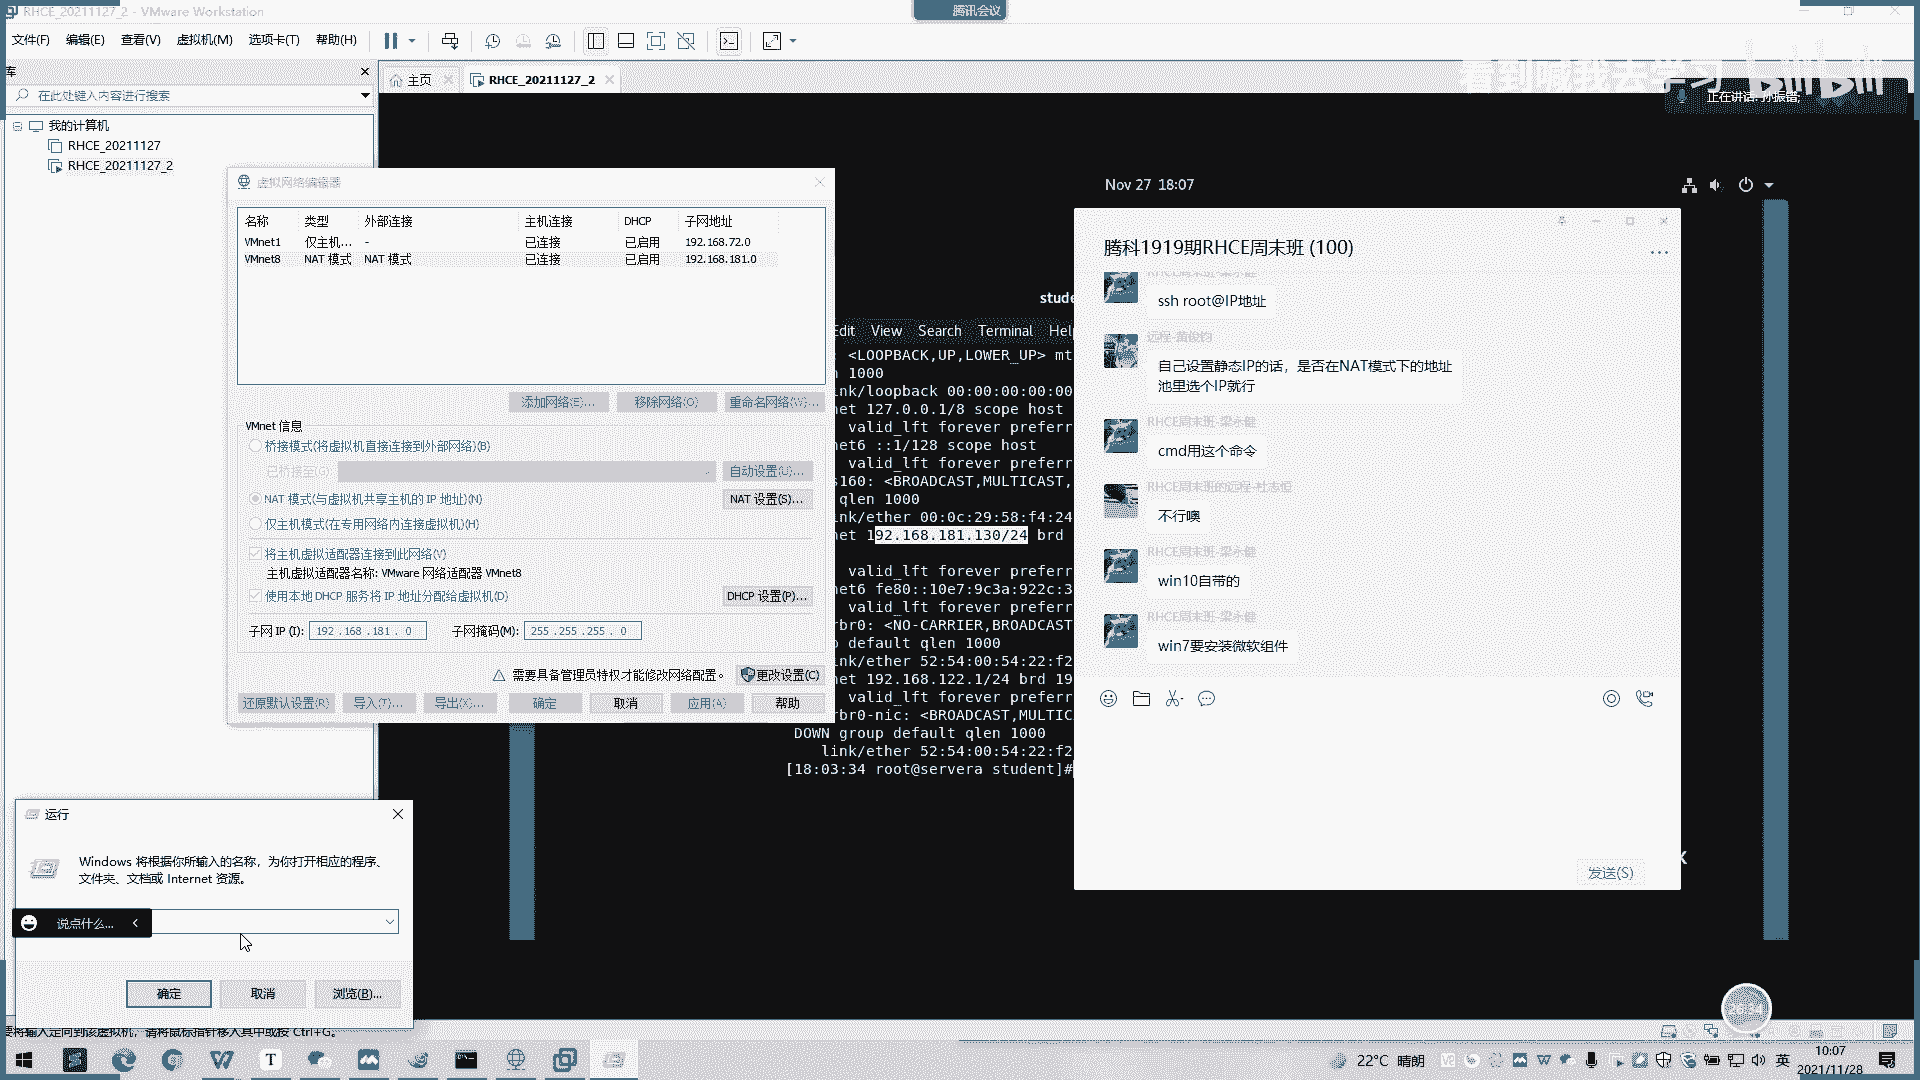 RHCE_20211127_2 - VMware Workstation
腾讯会议
文件(F) 编辑(E) 查看(V) 虚拟机(M) 选项卡(T) 帮助(H)
库
在此处键入内容进行搜索
我的计算机
RHCE_20211127
RHCE_20211127_2
主页
RHCE_20211127_2
看到喊我去学习
bilibili
正在讲话:
虚拟网络编辑器
名称 类型 外部连接 主机连接 DHCP 子网地址
VMnet1 仅主机... - 已连接 已启用 192.168.72.0
VMnet8 NAT 模式 NAT 模式 已连接 已启用 192.168.181.0
添加网络(E)... 移除网络(O) 重命名网络(W)...
VMnet 信息
桥接模式(将虚拟机直接连接到外部网络)(B)
已桥接至(G): 自动设置(U)...
NAT 模式(与虚拟机共享主机的 IP 地址)(N) NAT 设置(S)...
仅主机模式(在专用网络内连接虚拟机)(H)
将主机虚拟适配器连接到此网络(V)
主机虚拟适配器名称: VMware 网络适配器 VMnet8
使用本地 DHCP 服务将 IP 地址分配给虚拟机(D) DHCP 设置(P)...
子网 IP (I): 192 .168 .181 . 0 子网掩码(M): 255 .255 .255 . 0
需要具备管理员特权才能修改网络配置。 更改设置(C)
还原默认设置(R) 导入(T)... 导出(X)... 确定 取消 应用(A) 帮助
Nov 27 18:07
stude
Edit View Search Terminal Help
<LOOPBACK,UP,LOWER_UP> mt
1000
ink/loopback 00:00:00:00:00
et 127.0.0.1/8 scope host
valid_lft forever preferr
et6 ::1/128 scope host
valid_lft forever preferr
s160: <BROADCAST,MULTICAST,
qlen 1000
ink/ether 00:0c:29:58:f4:24
et 192.168.181.130/24 brd
valid_lft forever preferr
et6 fe80::10e7:9c3a:922c:3
valid_lft forever preferr
rbr0: <NO-CARRIER,BROADCAST
default qlen 1000
ink/ether 52:54:00:54:22:f2
et 192.168.122.1/24 brd 19
valid_lft forever preferr
rbr0-nic: <BROADCAST,MULTICA
DOWN group default qlen 1000
link/ether 52:54:00:54:22:f2
[18:03:34 root@servera student]#
腾科1919期RHCE周末班 (100)
RHCE周末班-梁永健
ssh root@IP地址
远程-黄俊钧
自己设置静态IP的话，是否在NAT模式下的地址
池里选个IP就行
RHCE周末班-梁永健
cmd用这个命令
RHCE周末班的远程-杜志恒
不行噢
RHCE周末班-梁永健
win10自带的
RHCE周末班-梁永健
win7要安装微软组件
发送(S)
运行
Windows 将根据你所输入的名称，为你打开相应的程序、
文件夹、文档或 Internet 资源。
说点什么...
确定 取消 浏览(B)...
要将输入定向到该虚拟机，请将鼠标指针移入其中或按 Ctrl+G。
22°C 晴朗
英
10:07
2021/11/28